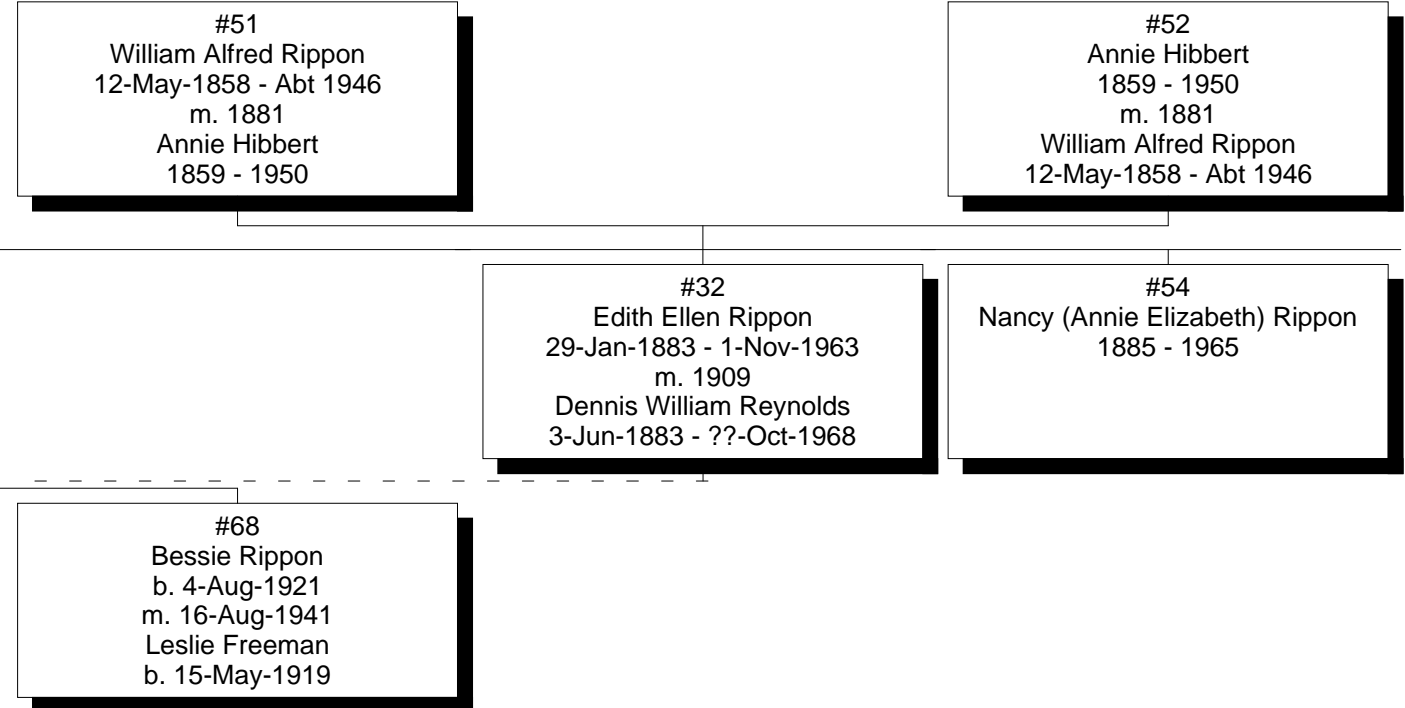 #51
William Alfred Rippon
12-May-1858 - Abt 1946
m. 1881
Annie Hibbert
1859 - 1950
#52
Annie Hibbert
1859 - 1950
m. 1881
William Alfred Rippon
12-May-1858 - Abt 1946
#32
Edith Ellen Rippon
29-Jan-1883 - 1-Nov-1963
m. 1909
Dennis William Reynolds
3-Jun-1883 - ??-Oct-1968
#54
Nancy (Annie Elizabeth) Rippon
1885 - 1965
#68
Bessie Rippon
b. 4-Aug-1921
m. 16-Aug-1941
Leslie Freeman
b. 15-May-1919